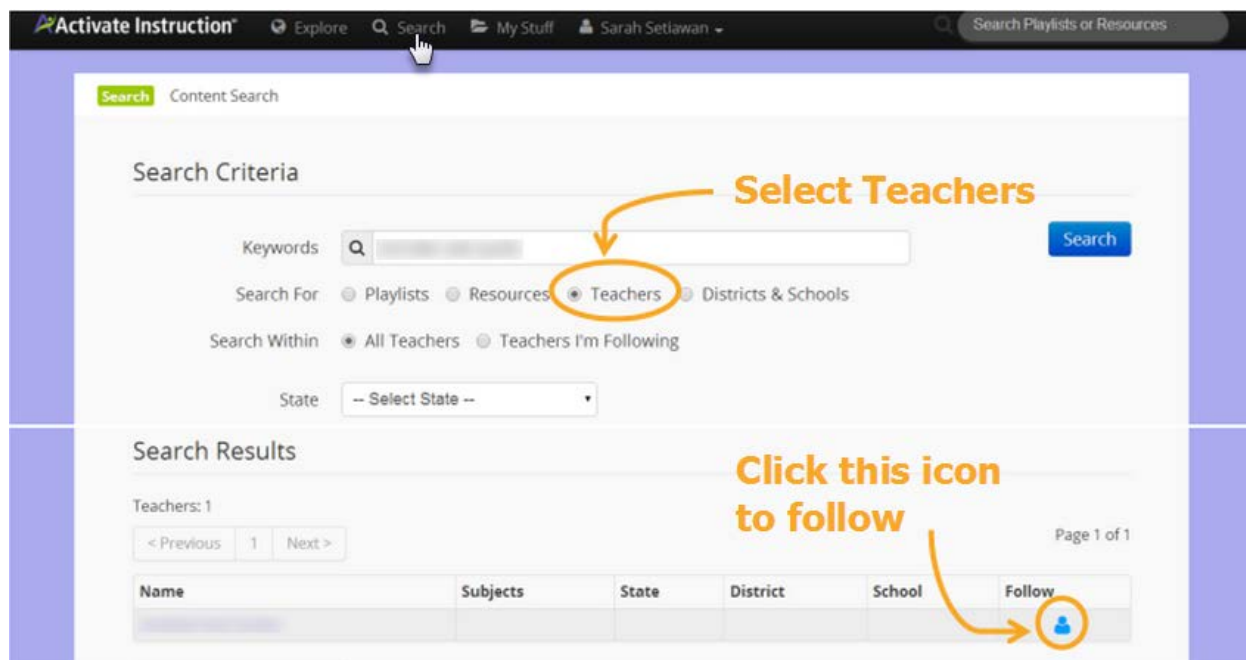 Activate Instruction Explore Search My Stuff Sarah Setiawan Search Playlists or Resources
Search Content Search
Search Criteria
Select Teachers
Keywords Search
Search For Playlists Resources Teachers Districts & Schools
Search Within All Teachers Teachers I'm Following
State -- Select State --
Search Results
Click this icon
to follow
Teachers: 1
< Previous 1 Next > Page 1 of 1
Name Subjects State District School Follow